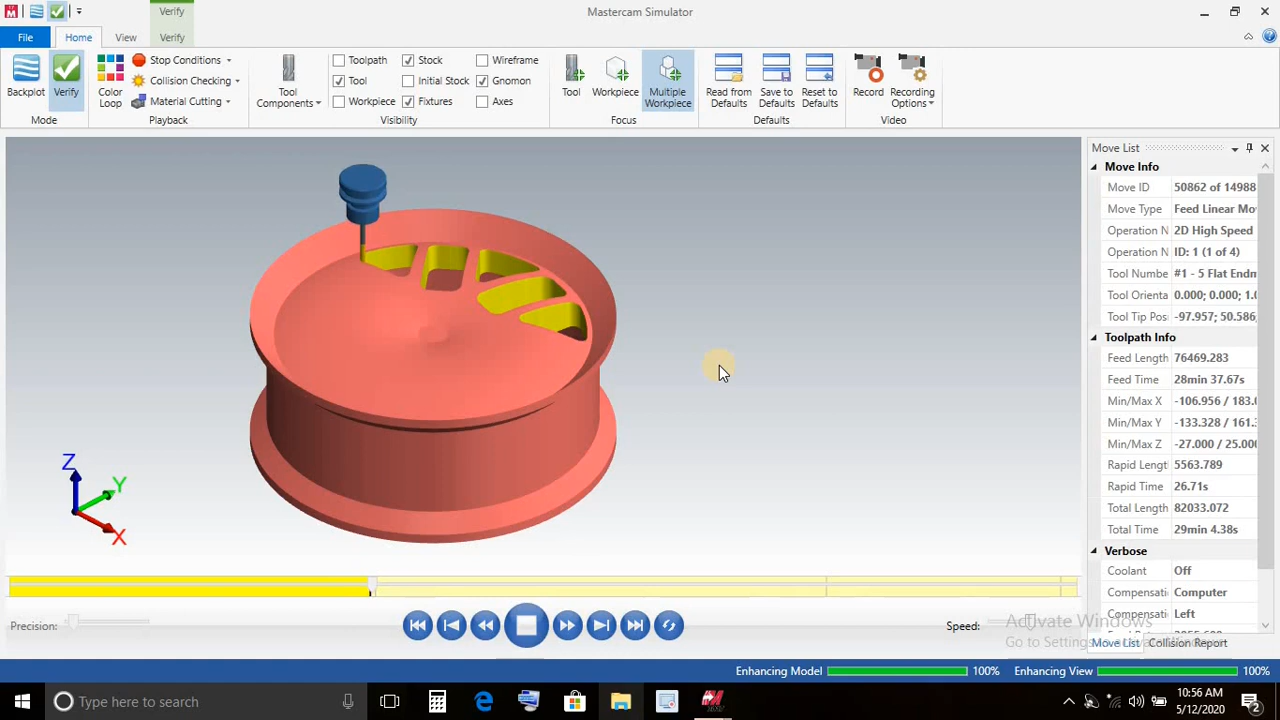 Verify
Mastercam Simulator
File Home View Verify
Backplot
Verify
Mode
Color Loop
Stop Conditions
Collision Checking
Material Cutting
Playback
Tool Components
Toolpath
Tool
Workpiece
Stock
Initial Stock
Fixtures
Wireframe
Gnomon
Axes
Visibility
Tool
Workpiece
Multiple Workpiece
Focus
Read from Defaults
Save to Defaults
Reset to Defaults
Defaults
Record
Recording Options
Video
Z
Y
X
Move List
Move Info
Move ID 50862 of 14988
Move Type Feed Linear Mo
Operation N 2D High Speed
Operation N ID: 1 (1 of 4)
Tool Numbe #1 - 5 Flat Endm
Tool Orienta 0.000; 0.000; 1.0
Tool Tip Pos -97.957; 50.586;
Toolpath Info
Feed Length 76469.283
Feed Time 28min 37.67s
Min/Max X -106.956 / 183.0
Min/Max Y -133.328 / 161.3
Min/Max Z -27.000 / 25.000
Rapid Lengt 5563.789
Rapid Time 26.71s
Total Length 82033.072
Total Time 29min 4.38s
Verbose
Coolant Off
Compensati Computer
Compensati Left
Activate Windows
Go to Settings
Move List Collision Report
Precision:
Speed:
Enhancing Model 100% Enhancing View 100%
Type here to search
10:56 AM
5/12/2020
2